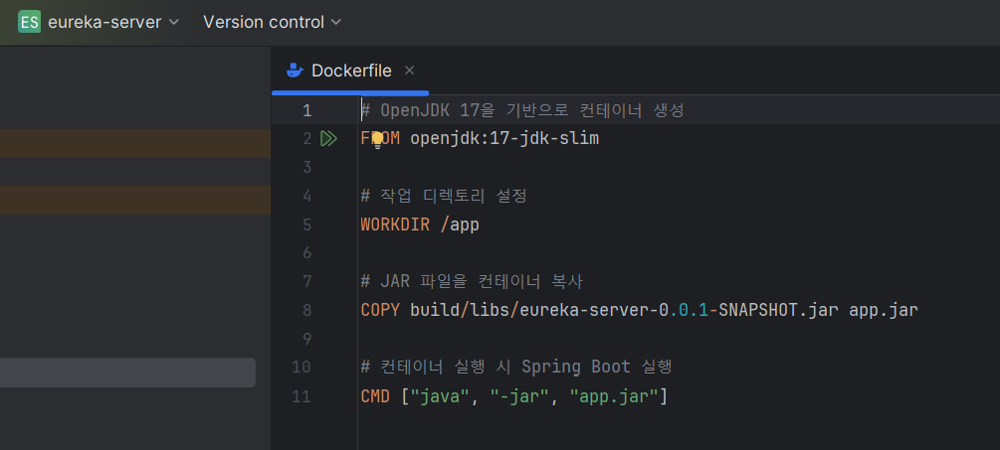 ES eureka-server Version control
Dockerfile
1 # OpenJDK 17을 기반으로 컨테이너 생성
2 FROM openjdk:17-jdk-slim
3
4 # 작업 디렉토리 설정
5 WORKDIR /app
6
7 # JAR 파일을 컨테이너 복사
8 COPY build/libs/eureka-server-0.0.1-SNAPSHOT.jar app.jar
9
10 # 컨테이너 실행 시 Spring Boot 실행
11 CMD ["java", "-jar", "app.jar"]